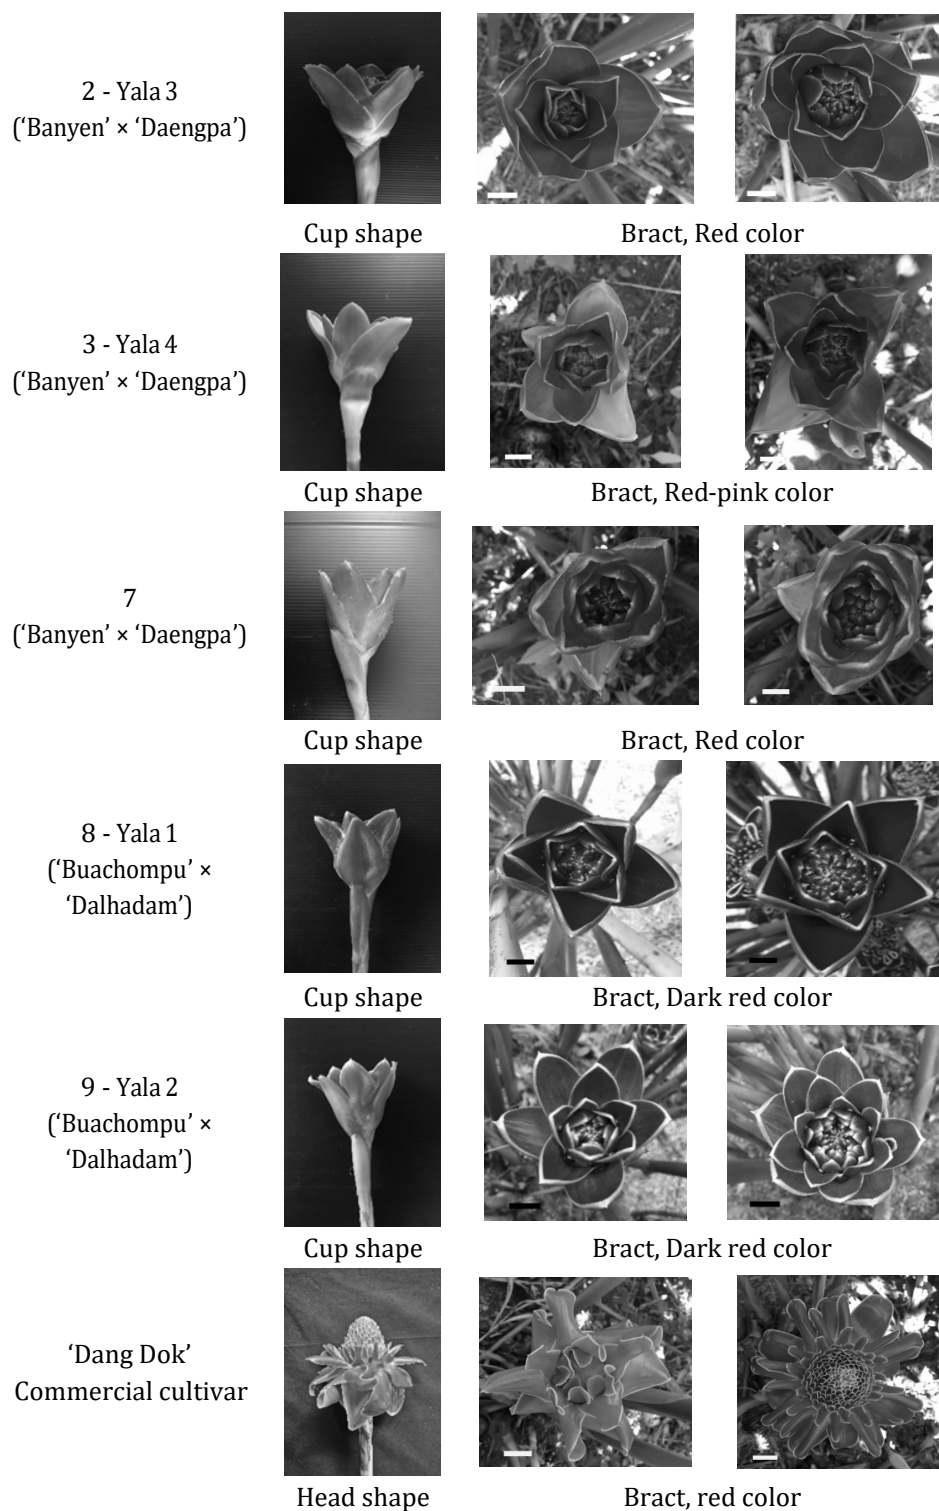 2 - Yala 3
(‘Banyen’ × ‘Daengpa’)
Cup shape
Bract, Red color
3 - Yala 4
(‘Banyen’ × ‘Daengpa’)
Cup shape
Bract, Red-pink color
7
(‘Banyen’ × ‘Daengpa’)
Cup shape
Bract, Red color
8 - Yala 1
(‘Buachompu’ ×
‘Dalhadam’)
Cup shape
Bract, Dark red color
9 - Yala 2
(‘Buachompu’ ×
‘Dalhadam’)
Cup shape
Bract, Dark red color
‘Dang Dok’
Commercial cultivar
Head shape
Bract, red color